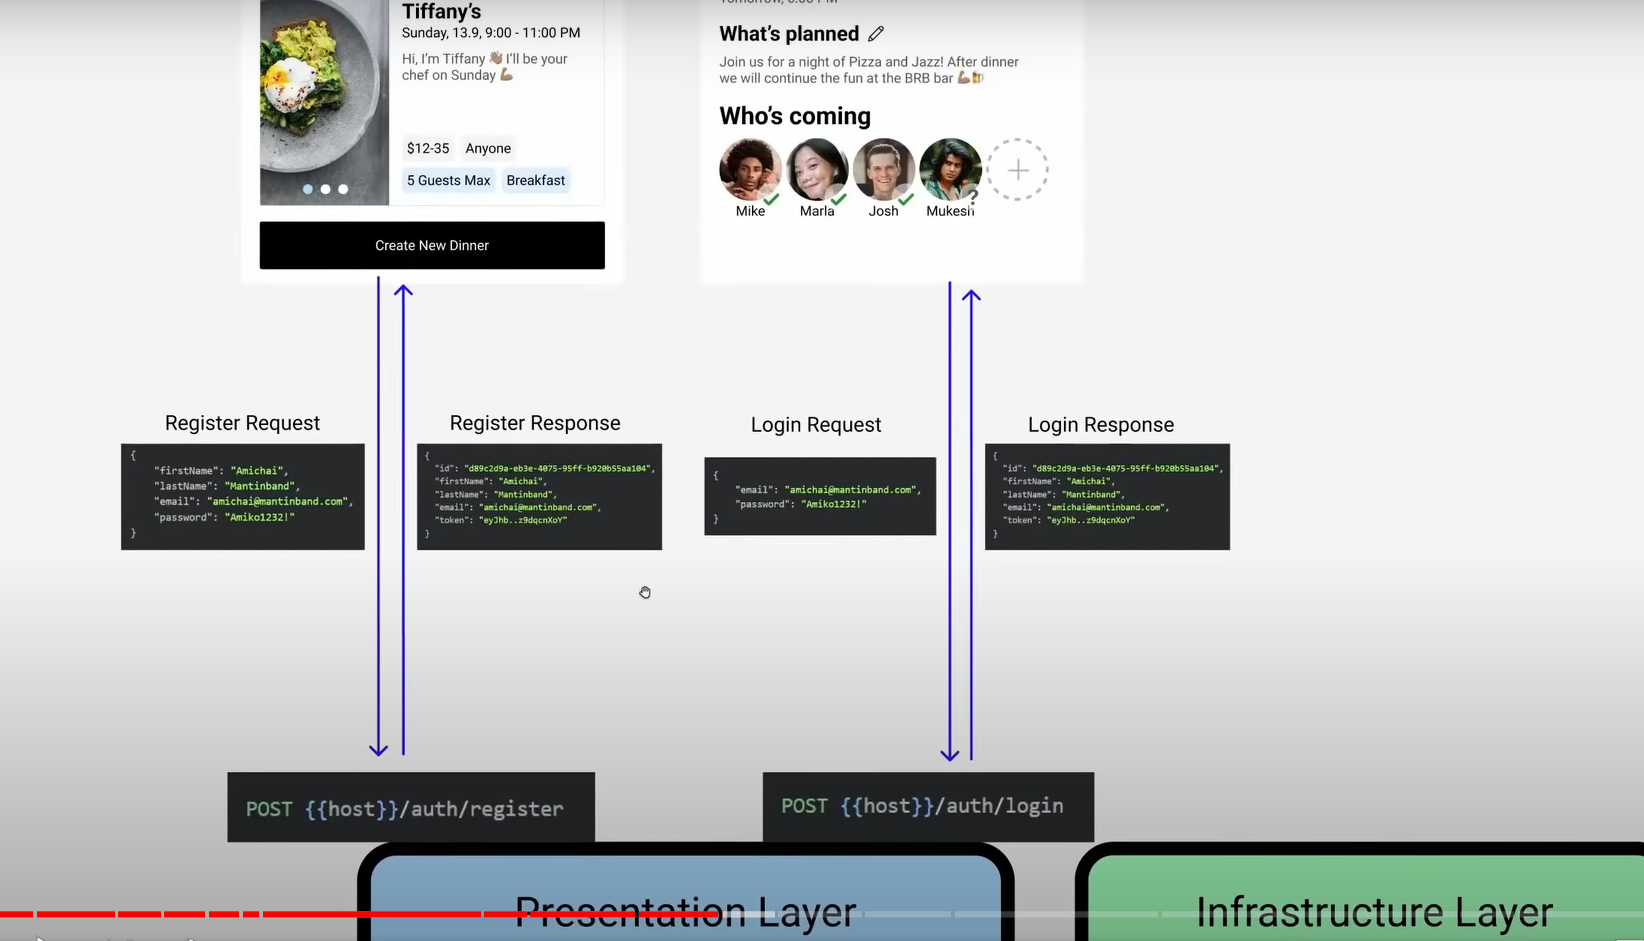 Tiffany's
Sunday, 13.9, 9:00 - 11:00 PM
Hi, I'm Tiffany 👋🏽 I'll be your
chef on Sunday 💪🏽
$12-35 Anyone
5 Guests Max Breakfast
Create New Dinner
What's planned
Join us for a night of Pizza and Jazz! After dinner
we will continue the fun at the BRB bar 💪🏽🍻
Who's coming
Mike Marla Josh Mukesh
?
Register Request
{
"firstName": "Amichai",
"lastName": "Mantinband",
"email": "amichai@mantinband.com",
"password": "Amiko1232!"
}
Register Response
{
"id": "d89c2d9a-eb3e-4075-95ff-b920b55aa104",
"firstName": "Amichai",
"lastName": "Mantinband",
"email": "amichai@mantinband.com",
"token": "eyJhb..z9dqcnXoY"
}
Login Request
{
"email": "amichai@mantinband.com",
"password": "Amiko1232!"
}
Login Response
{
"id": "d89c2d9a-eb3e-4075-95ff-b920b55aa104",
"firstName": "Amichai",
"lastName": "Mantinband",
"email": "amichai@mantinband.com",
"token": "eyJhb..z9dqcnXoY"
}
POST {{host}}/auth/register
POST {{host}}/auth/login
Presentation Layer
Infrastructure Layer